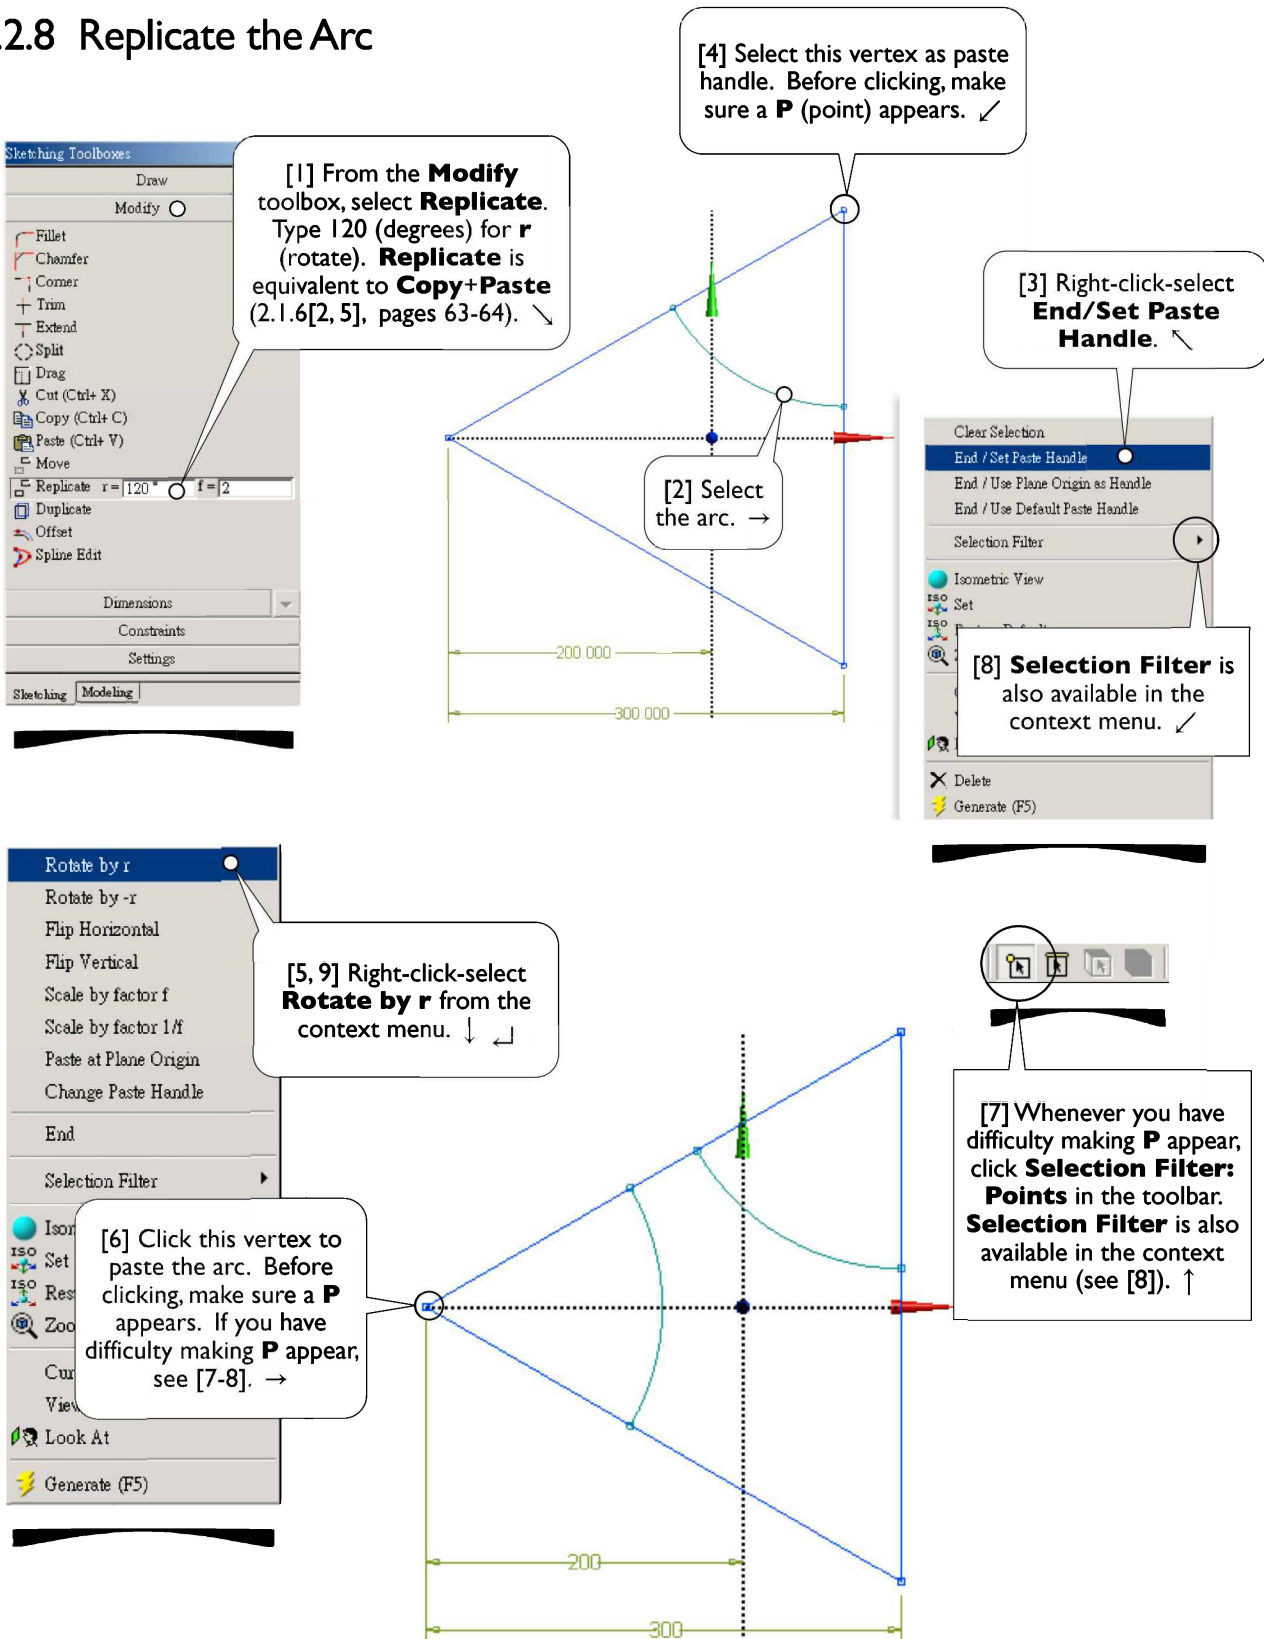 .2.8 Replicate the Arc
[4] Select this vertex as paste
handle. Before clicking, make
sure a P (point) appears. ↙
Sketching Toolboxes
Draw
Modify
Fillet
Chamfer
Corner
Trim
Extend
Split
Drag
Cut (Ctrl+ X)
Copy (Ctrl+ C)
Paste (Ctrl+ V)
Move
Replicate r = 120 ° f = 2
Duplicate
Offset
Spline Edit
Dimensions
Constraints
Settings
Sketching Modeling
[1] From the Modify
toolbox, select Replicate.
Type 120 (degrees) for r
(rotate). Replicate is
equivalent to Copy+Paste
(2.1.6[2, 5], pages 63-64). ↘
[2] Select
the arc. →
200.000
300.000
[3] Right-click-select
End/Set Paste
Handle. ↖
Clear Selection
End / Set Paste Handle
End / Use Plane Origin as Handle
End / Use Default Paste Handle
Selection Filter
Isometric View
ISO Set
ISO
[8] Selection Filter is
also available in the
context menu. ↙
Delete
Generate (F5)
Rotate by r
Rotate by -r
Flip Horizontal
Flip Vertical
Scale by factor f
Scale by factor 1/f
Paste at Plane Origin
Change Paste Handle
End
Selection Filter
Isor
ISO Set
ISO Res
Zoo
Cur
View
Look At
Generate (F5)
[5, 9] Right-click-select
Rotate by r from the
context menu. ↓ ↵
[6] Click this vertex to
paste the arc. Before
clicking, make sure a P
appears. If you have
difficulty making P appear,
see [7-8]. →
[7] Whenever you have
difficulty making P appear,
click Selection Filter:
Points in the toolbar.
Selection Filter is also
available in the context
menu (see [8]). ↑
200
300